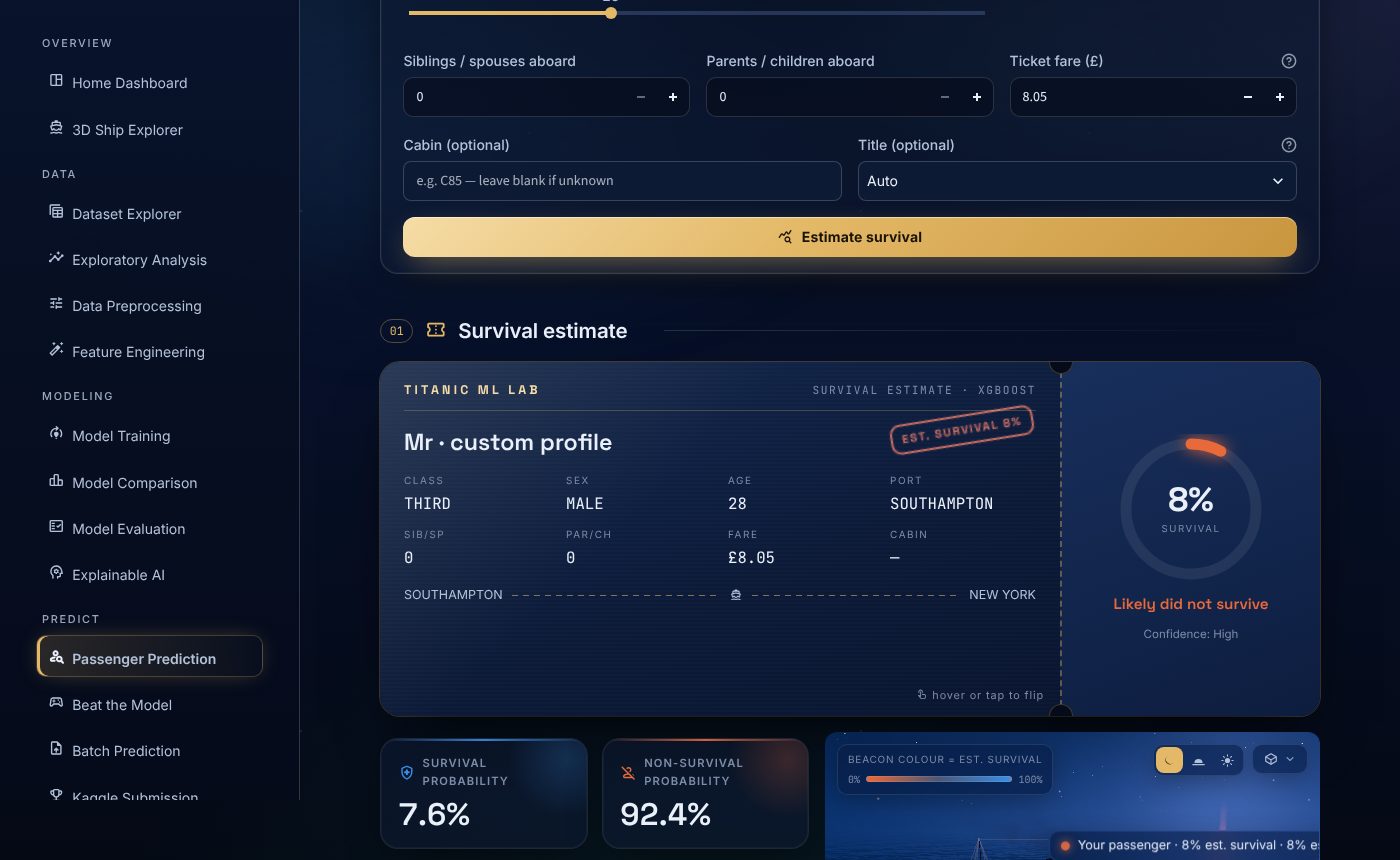 OVERVIEW
Home Dashboard
3D Ship Explorer
DATA
Dataset Explorer
Exploratory Analysis
Data Preprocessing
Feature Engineering
MODELING
Model Training
Model Comparison
Model Evaluation
Explainable AI
PREDICT
Passenger Prediction
Beat the Model
Batch Prediction
Kaggle Submission
Siblings / spouses aboard
Parents / children aboard
Ticket fare (£)
0
0
8.05
Cabin (optional)
Title (optional)
e.g. C85 — leave blank if unknown
Auto
Estimate survival
01
Survival estimate
TITANIC ML LAB
SURVIVAL ESTIMATE · XGBOOST
EST. SURVIVAL 8%
Mr · custom profile
CLASS
SEX
AGE
PORT
THIRD
MALE
28
SOUTHAMPTON
SIB/SP
PAR/CH
FARE
CABIN
0
0
£8.05
—
SOUTHAMPTON
NEW YORK
hover or tap to flip
8%
SURVIVAL
Likely did not survive
Confidence: High
SURVIVAL
PROBABILITY
7.6%
NON-SURVIVAL
PROBABILITY
92.4%
BEACON COLOUR = EST. SURVIVAL
0%
100%
Your passenger · 8% est. survival · 8%